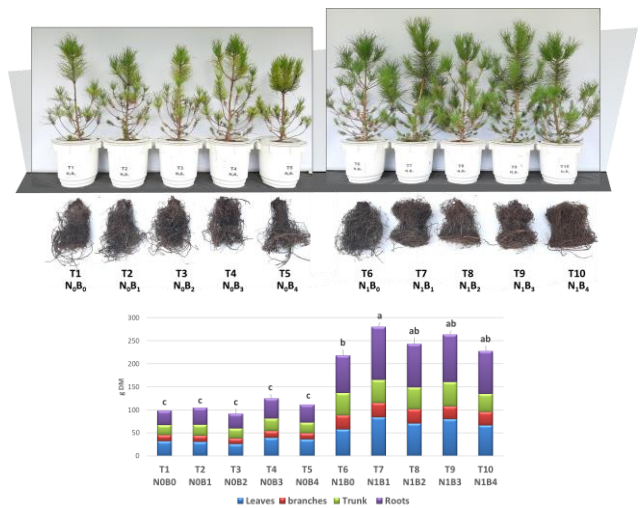 T1 T2 T3 T4 T5 T6 T7 T8 T9 T10
N₀B₀ N₀B₁ N₀B₂ N₀B₃ N₀B₄ N₁B₀ N₁B₁ N₁B₂ N₁B₃ N₁B₄
300
250
200
150
100
50
0
g DM
c c c c c b a ab ab ab
T1 T2 T3 T4 T5 T6 T7 T8 T9 T10
N0B0 N0B1 N0B2 N0B3 N0B4 N1B0 N1B1 N1B2 N1B3 N1B4
Leaves branches Trunk Roots